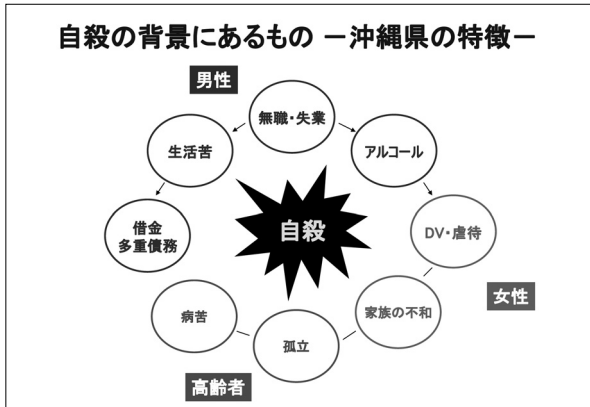 自殺の背景にあるもの －沖縄県の特徴－
男性
無職・失業
生活苦
アルコール
借金
多重債務
自殺
DV・虐待
女性
病苦
孤立
家族の不和
高齢者